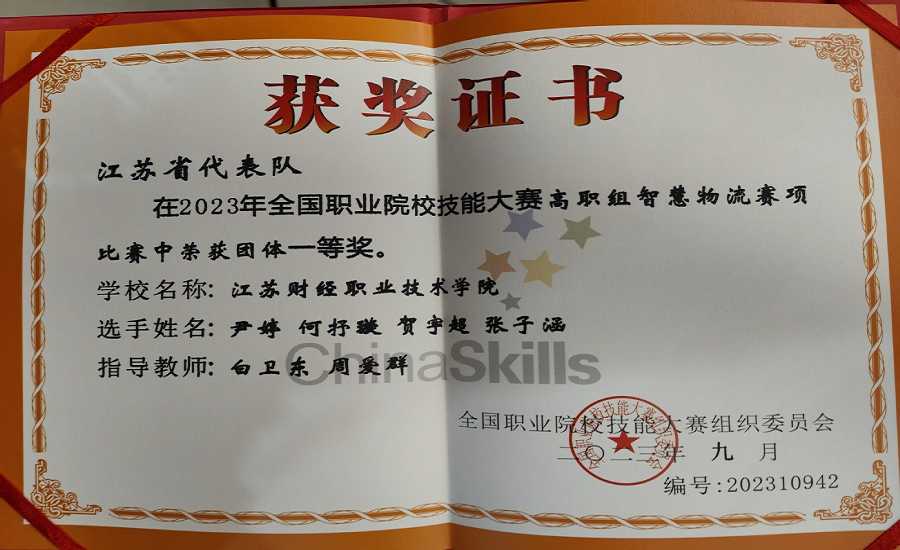 获奖证书
江苏省代表队
在2023年全国职业院校技能大赛高职组智慧物流赛项
比赛中荣获团体一等奖。
学校名称: 江苏财经职业技术学院
选手姓名: 尹婷 何抒璇 贺宇超 张子涵
指导教师: 白卫东 周爱群
ChinaSkills
全国职业院校技能大赛组织委员会
二〇二三年 九 月
编号:202310942